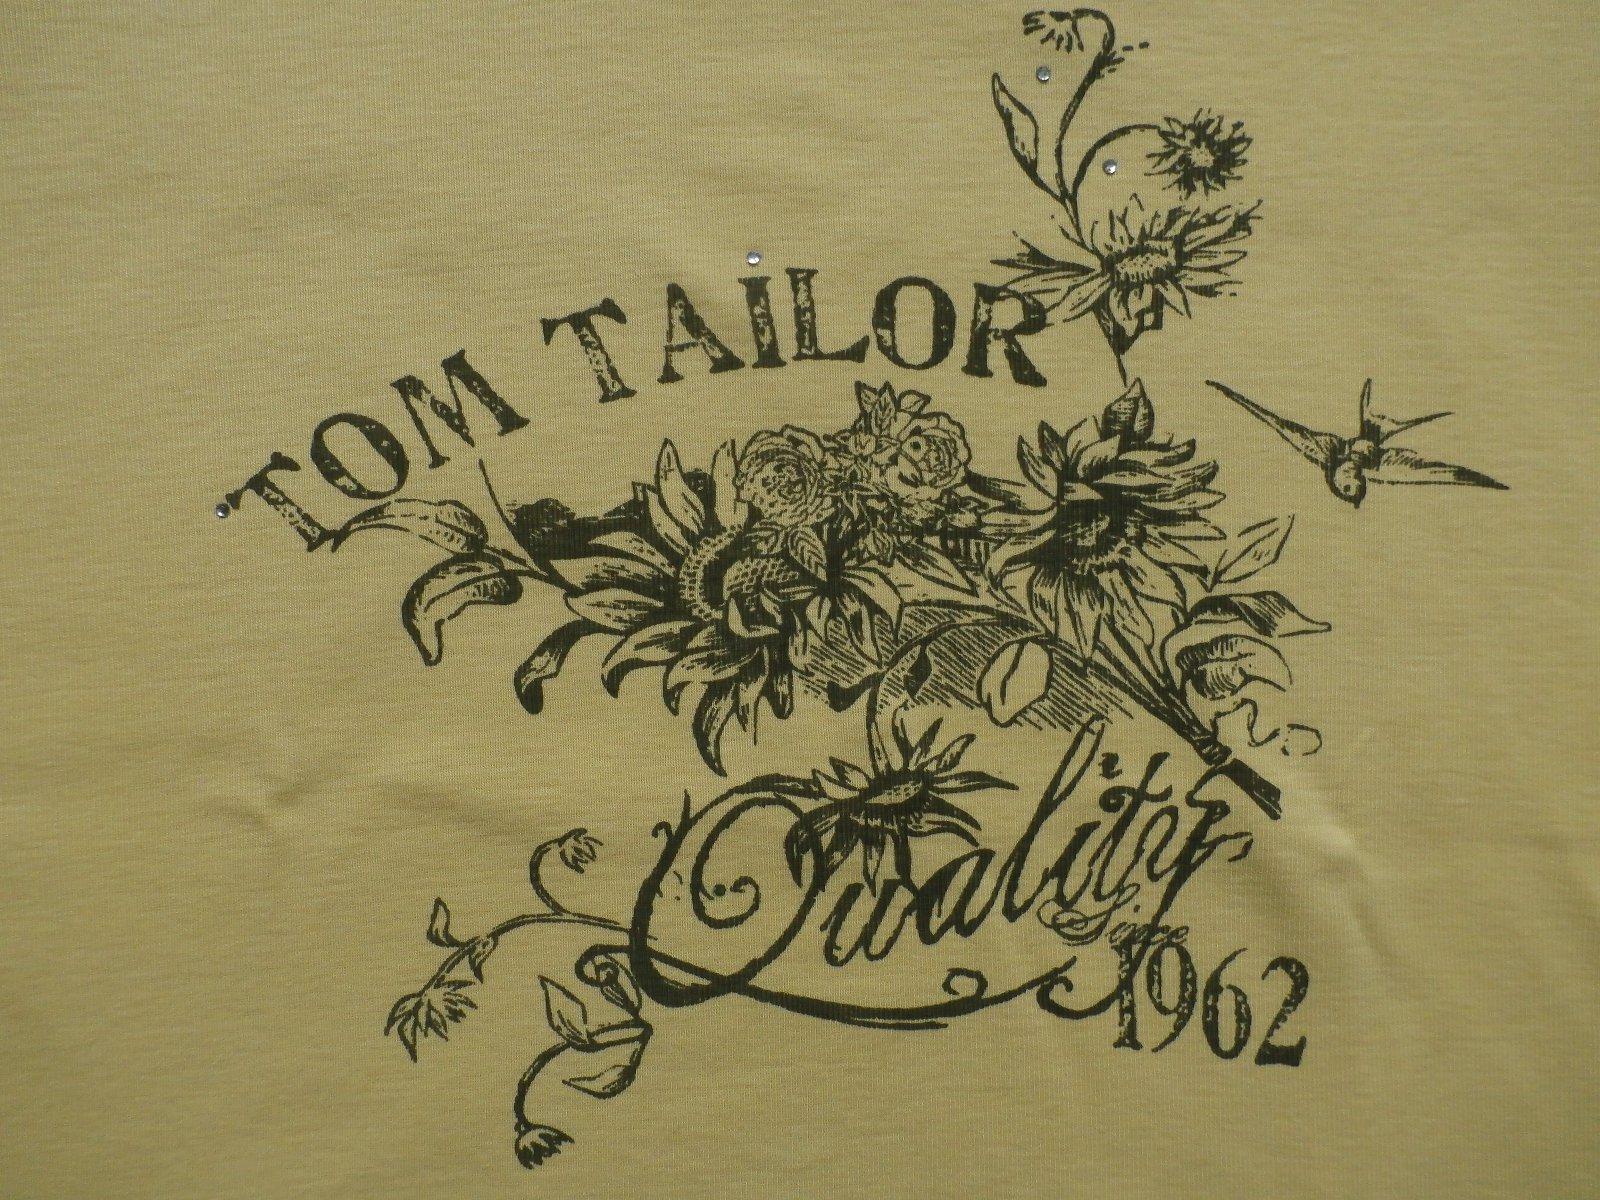 TOM TAILOR
Quality
Since
1962